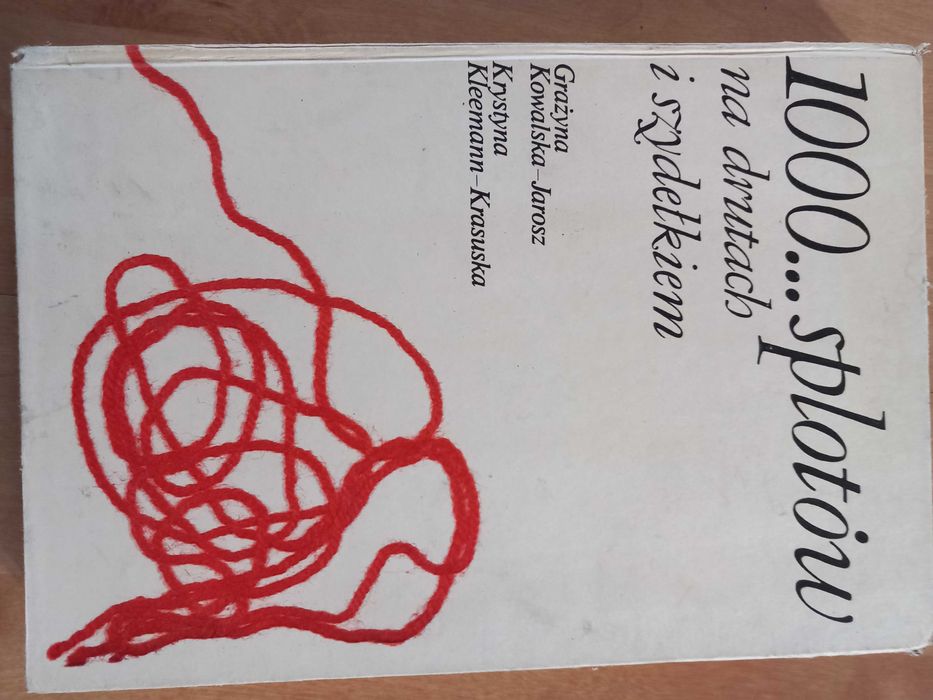 1000...splotów
na drutach
i szydełkiem
Grażyna
Kowalska-Jarosz
Krystyna
Kleemann-Krasuska